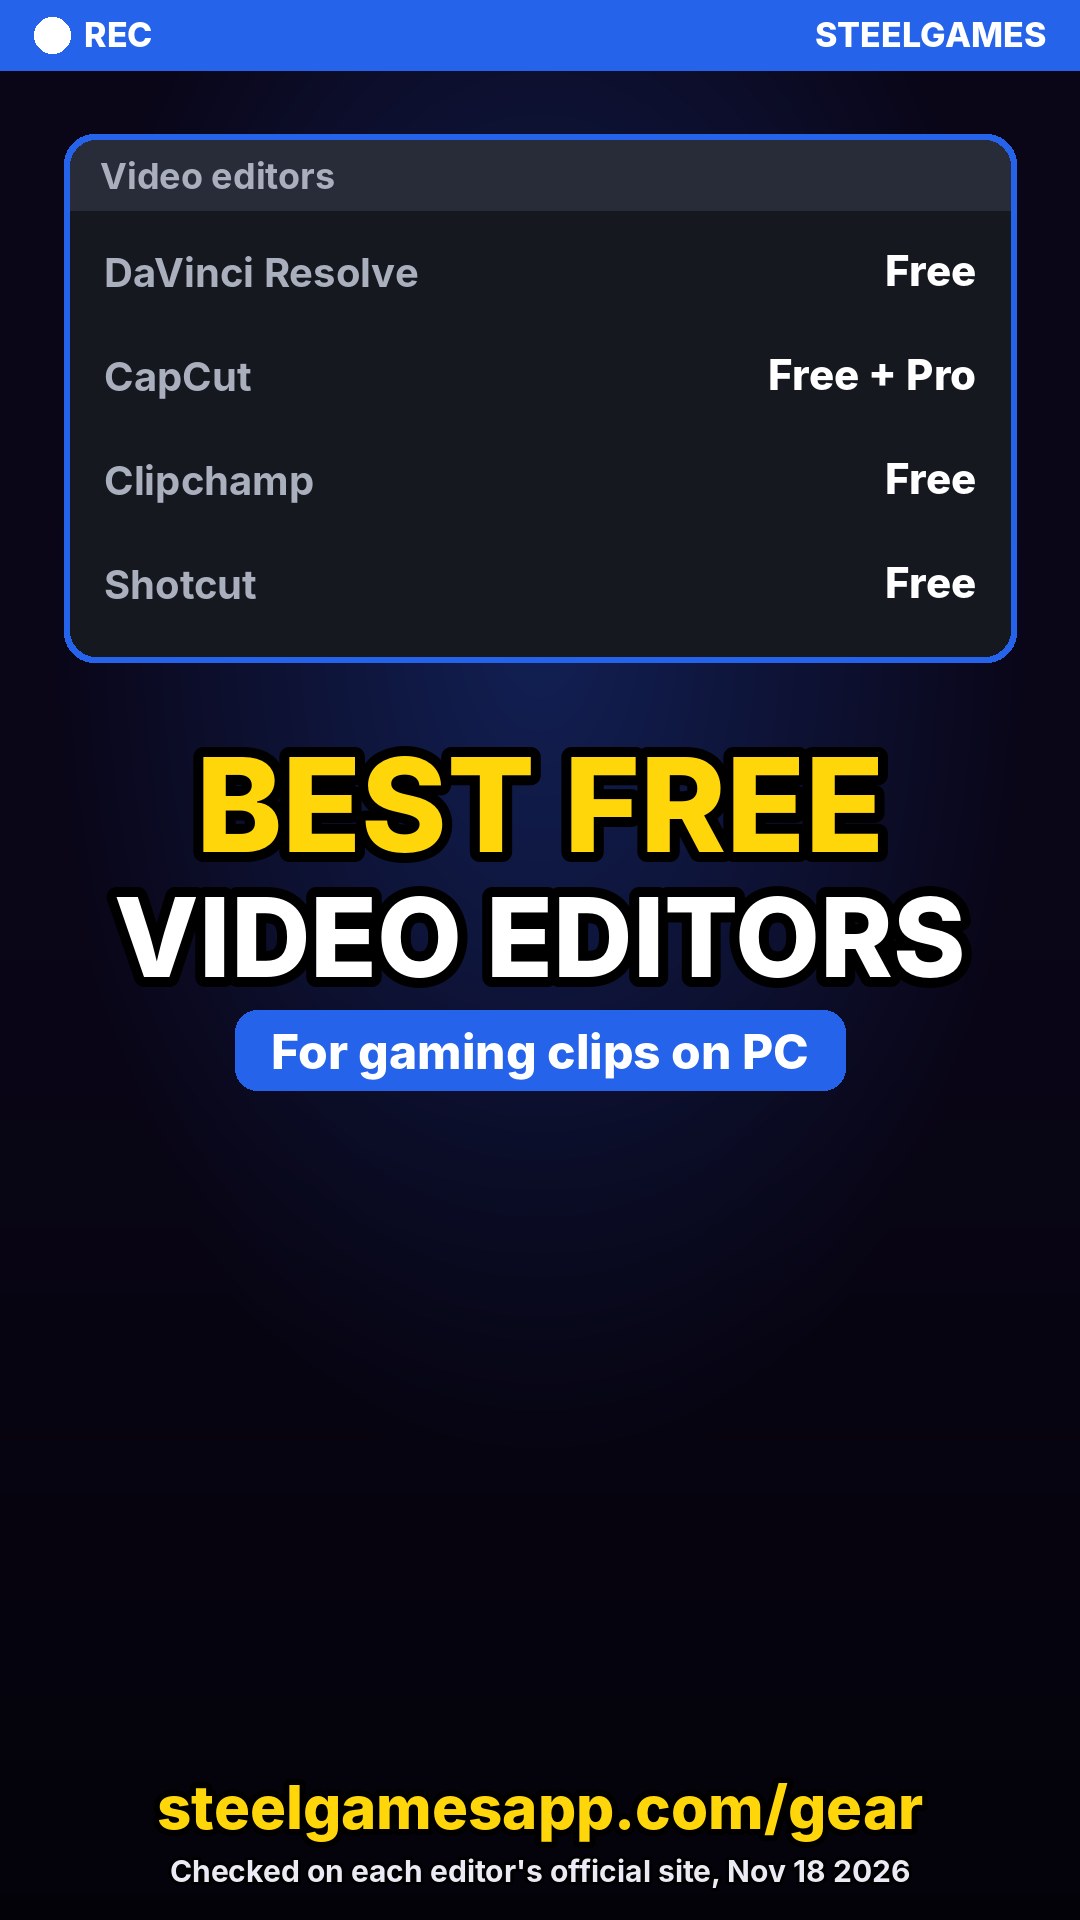 REC
STEELGAMES
Video editors
DaVinci Resolve Free
CapCut Free + Pro
Clipchamp Free
Shotcut Free
BEST FREE
VIDEO EDITORS
For gaming clips on PC
steelgamesapp.com/gear
Checked on each editor's official site, Nov 18 2026